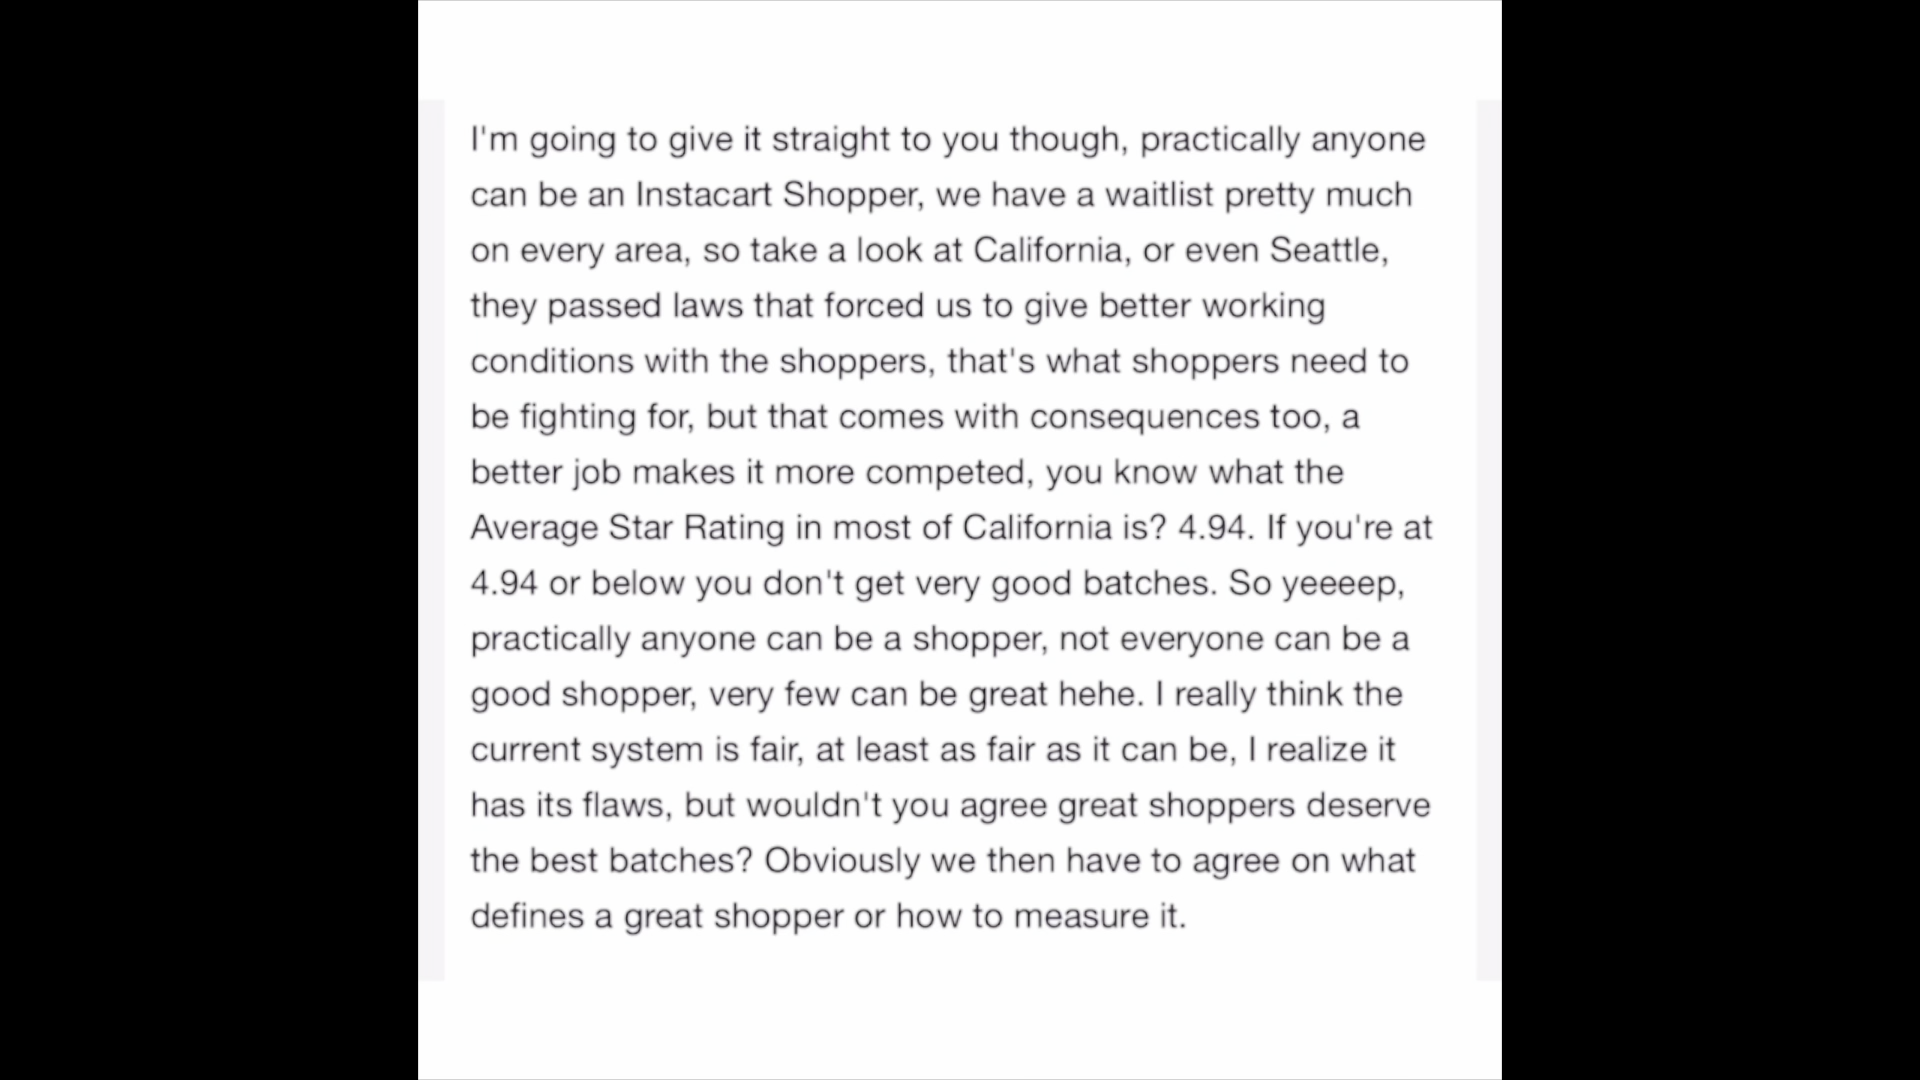 I'm going to give it straight to you though, practically anyone
can be an Instacart Shopper, we have a waitlist pretty much
on every area, so take a look at California, or even Seattle,
they passed laws that forced us to give better working
conditions with the shoppers, that's what shoppers need to
be fighting for, but that comes with consequences too, a
better job makes it more competed, you know what the
Average Star Rating in most of California is? 4.94. If you're at
4.94 or below you don't get very good batches. So yeeeep,
practically anyone can be a shopper, not everyone can be a
good shopper, very few can be great hehe. I really think the
current system is fair, at least as fair as it can be, I realize it
has its flaws, but wouldn't you agree great shoppers deserve
the best batches? Obviously we then have to agree on what
defines a great shopper or how to measure it.